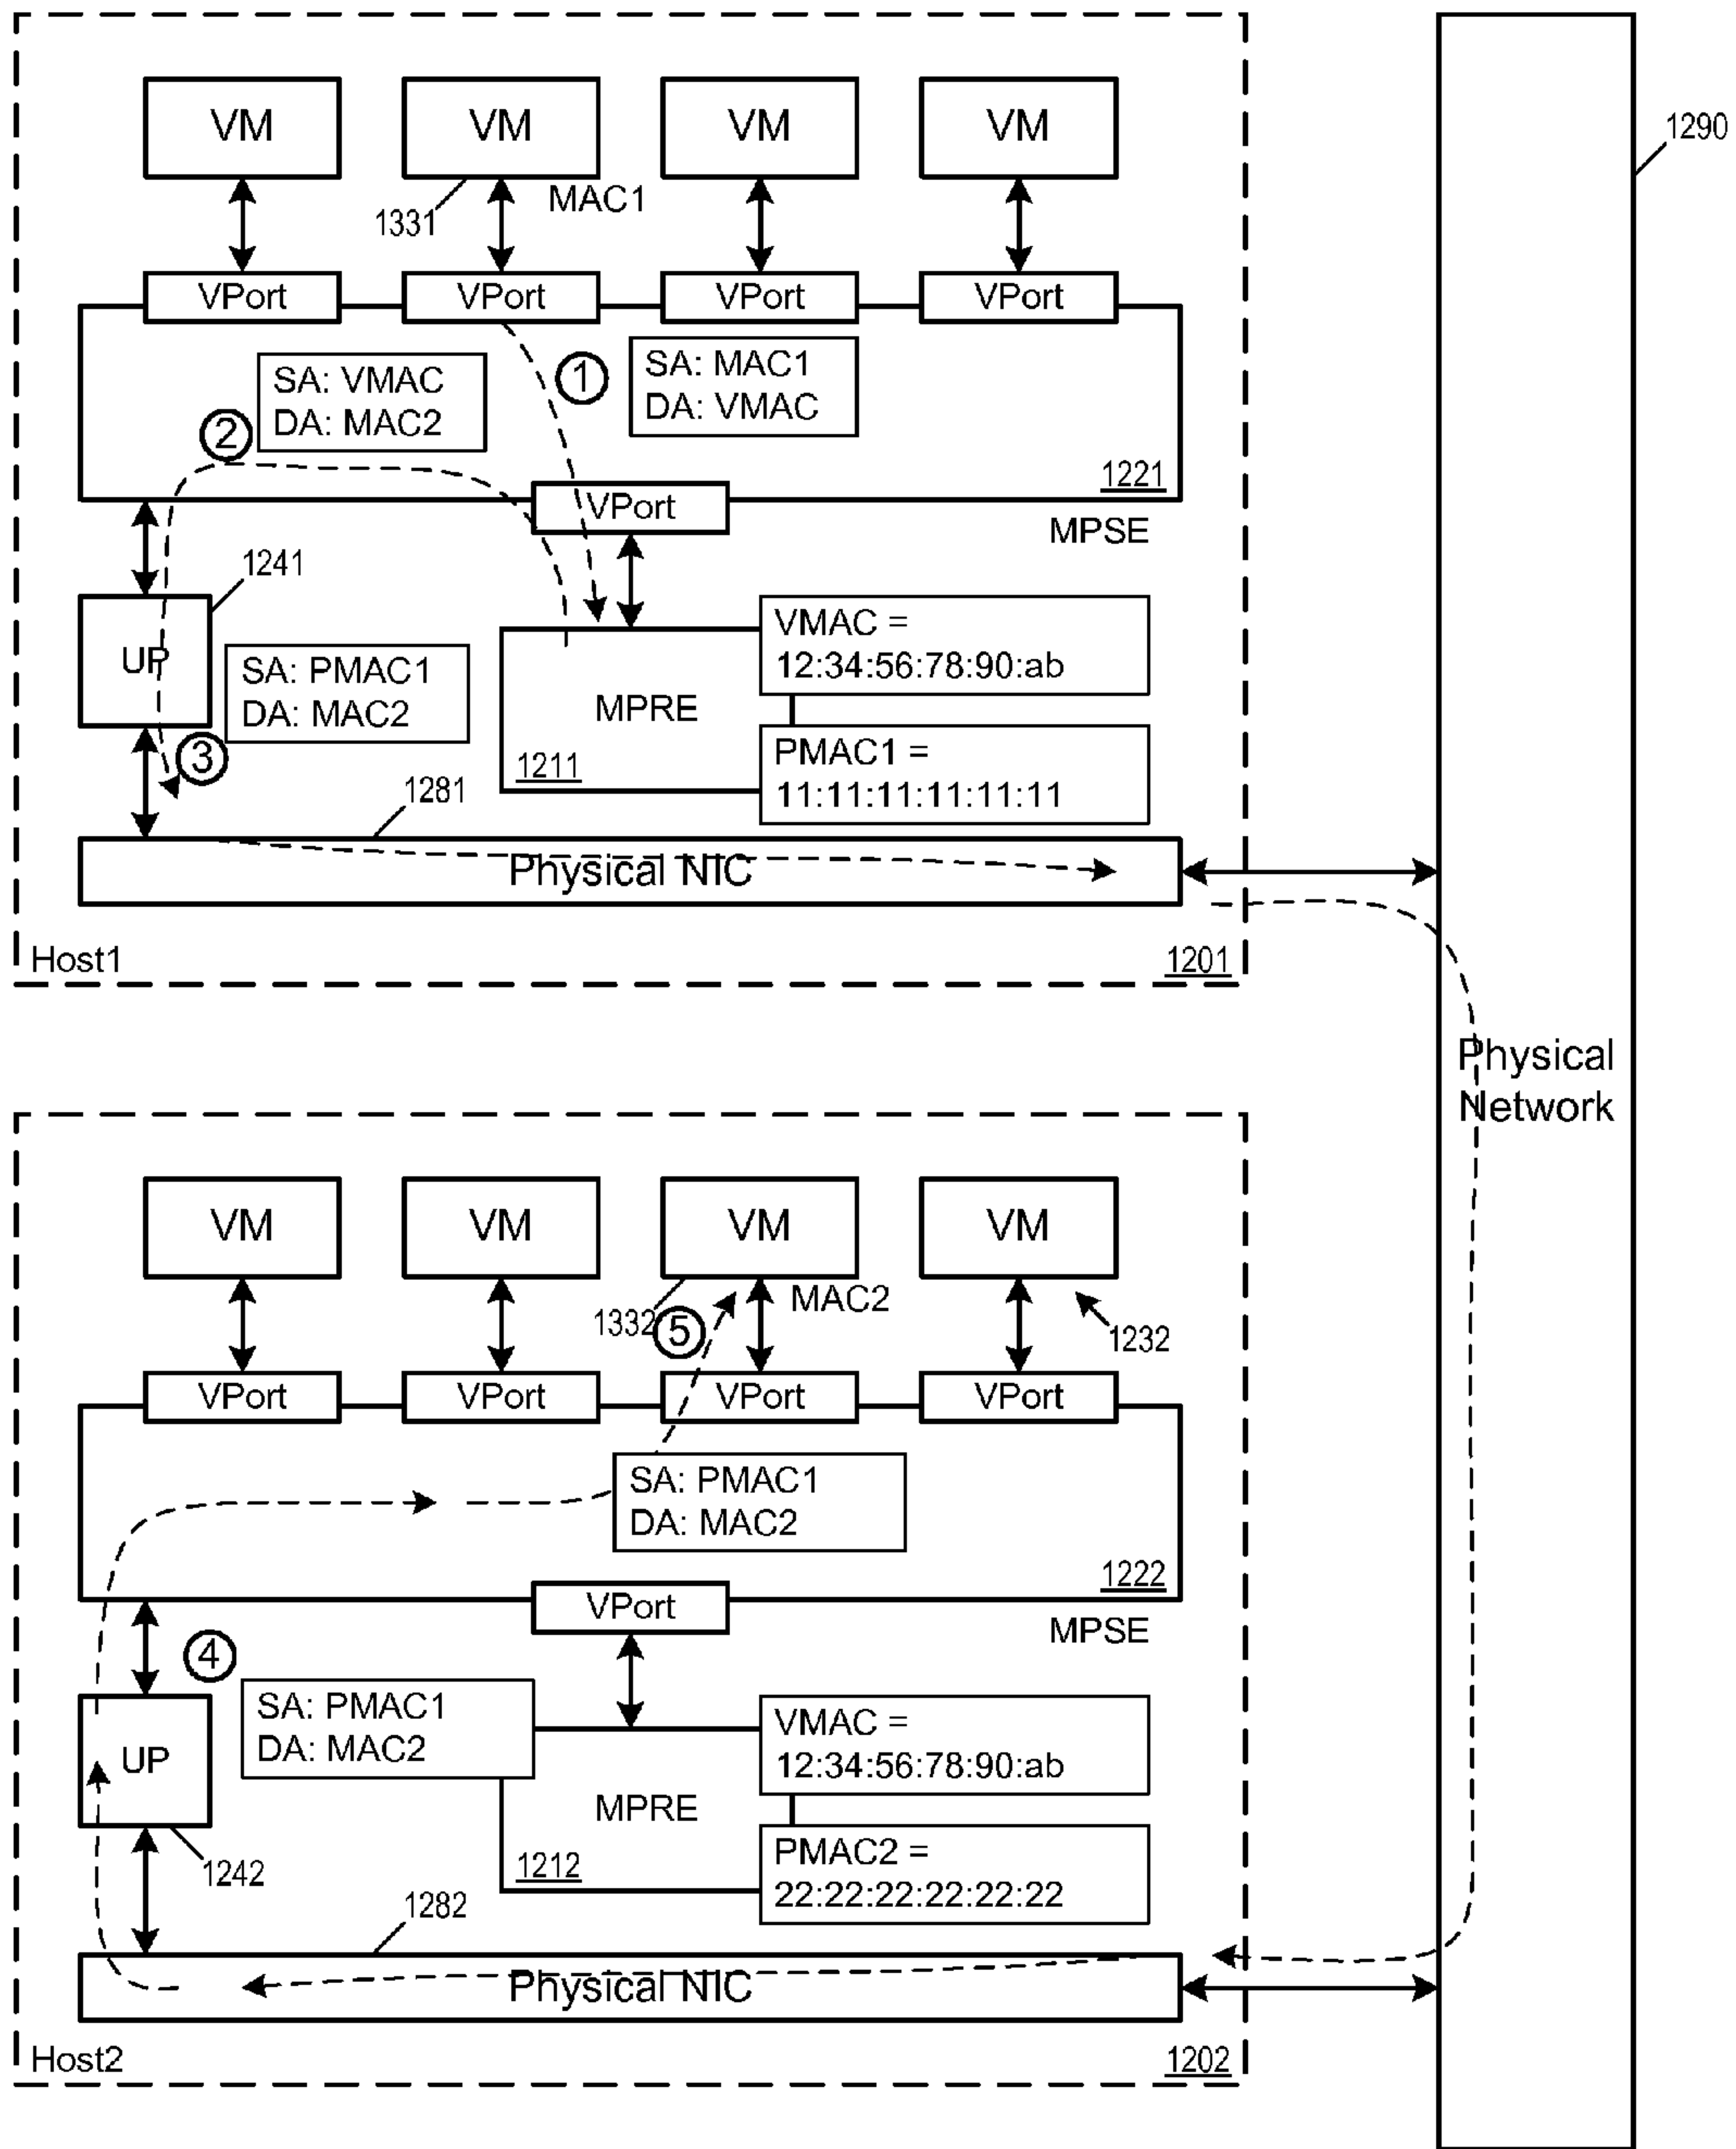 VM
VM
VM
VM
1290
1331
MAC1
VPort
VPort
VPort
VPort
1
SA: MAC1
DA: VMAC
SA: VMAC
DA: MAC2
2
1221
VPort
MPSE
1241
UP
SA: PMAC1
DA: MAC2
3
VMAC =
12:34:56:78:90:ab
MPRE
PMAC1 =
11:11:11:11:11:11
1211
1281
Physical NIC
Host1
1201
Physical
Network
VM
VM
VM
VM
1332
MAC2
5
1232
VPort
VPort
VPort
VPort
SA: PMAC1
DA: MAC2
1222
VPort
MPSE
4
SA: PMAC1
DA: MAC2
UP
VMAC =
12:34:56:78:90:ab
MPRE
PMAC2 =
22:22:22:22:22:22
1212
1242
1282
Physical NIC
Host2
1202